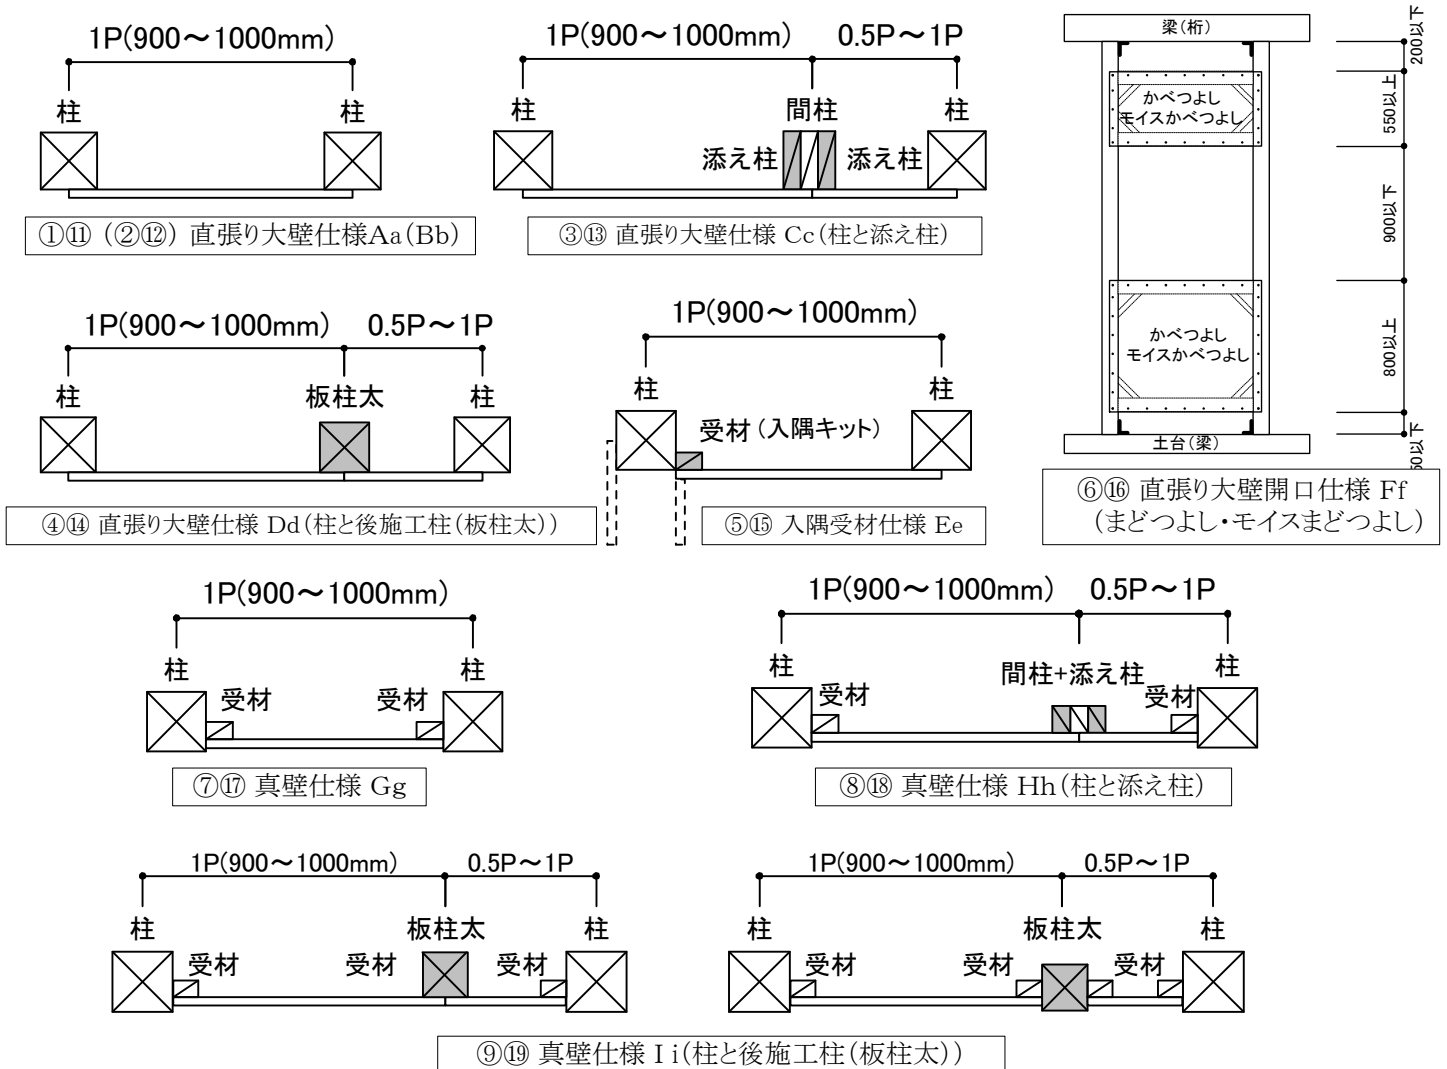 1P(900～1000mm)
柱
柱
①⑪ (②⑫) 直張り大壁仕様Aa(Bb)
1P(900～1000mm)
0.5P～1P
柱
間柱
柱
添え柱
添え柱
③⑬ 直張り大壁仕様 Cc(柱と添え柱)
梁(桁)
かべつよし
モイスかべつよし
かべつよし
モイスかべつよし
土台(梁)
200以下
550以上
900以下
800以上
50以下
⑥⑯ 直張り大壁開口仕様 Ff
(まどつよし・モイスまどつよし)
1P(900～1000mm)
0.5P～1P
柱
板柱太
柱
④⑭ 直張り大壁仕様 Dd(柱と後施工柱(板柱太))
1P(900～1000mm)
柱
柱
受材(入隅キット)
⑤⑮ 入隅受材仕様 Ee
1P(900～1000mm)
柱
柱
受材
受材
⑦⑰ 真壁仕様 Gg
1P(900～1000mm)
0.5P～1P
柱
間柱+添え柱
柱
受材
受材
⑧⑱ 真壁仕様 Hh(柱と添え柱)
1P(900～1000mm)
0.5P～1P
柱
板柱太
柱
受材
受材
受材
1P(900～1000mm)
0.5P～1P
柱
板柱太
柱
受材
受材
受材
⑨⑲ 真壁仕様 I i(柱と後施工柱(板柱太))